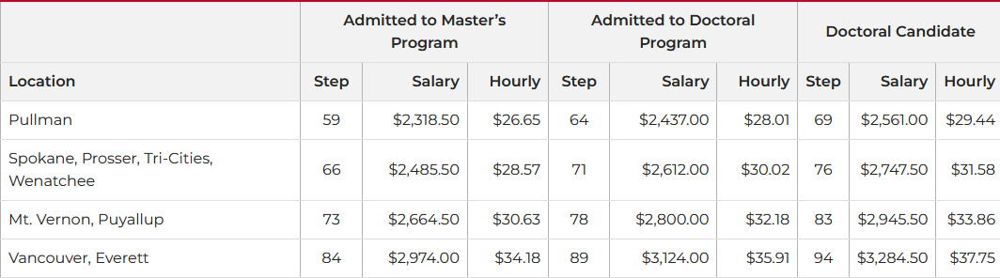 Admitted to Master’s Program Admitted to Doctoral Program Doctoral Candidate
Location Step Salary Hourly Step Salary Hourly Step Salary Hourly
Pullman 59 $2,318.50 $26.65 64 $2,437.00 $28.01 69 $2,561.00 $29.44
Spokane, Prosser, Tri-Cities, Wenatchee 66 $2,485.50 $28.57 71 $2,612.00 $30.02 76 $2,747.50 $31.58
Mt. Vernon, Puyallup 73 $2,664.50 $30.63 78 $2,800.00 $32.18 83 $2,945.50 $33.86
Vancouver, Everett 84 $2,974.00 $34.18 89 $3,124.00 $35.91 94 $3,284.50 $37.75